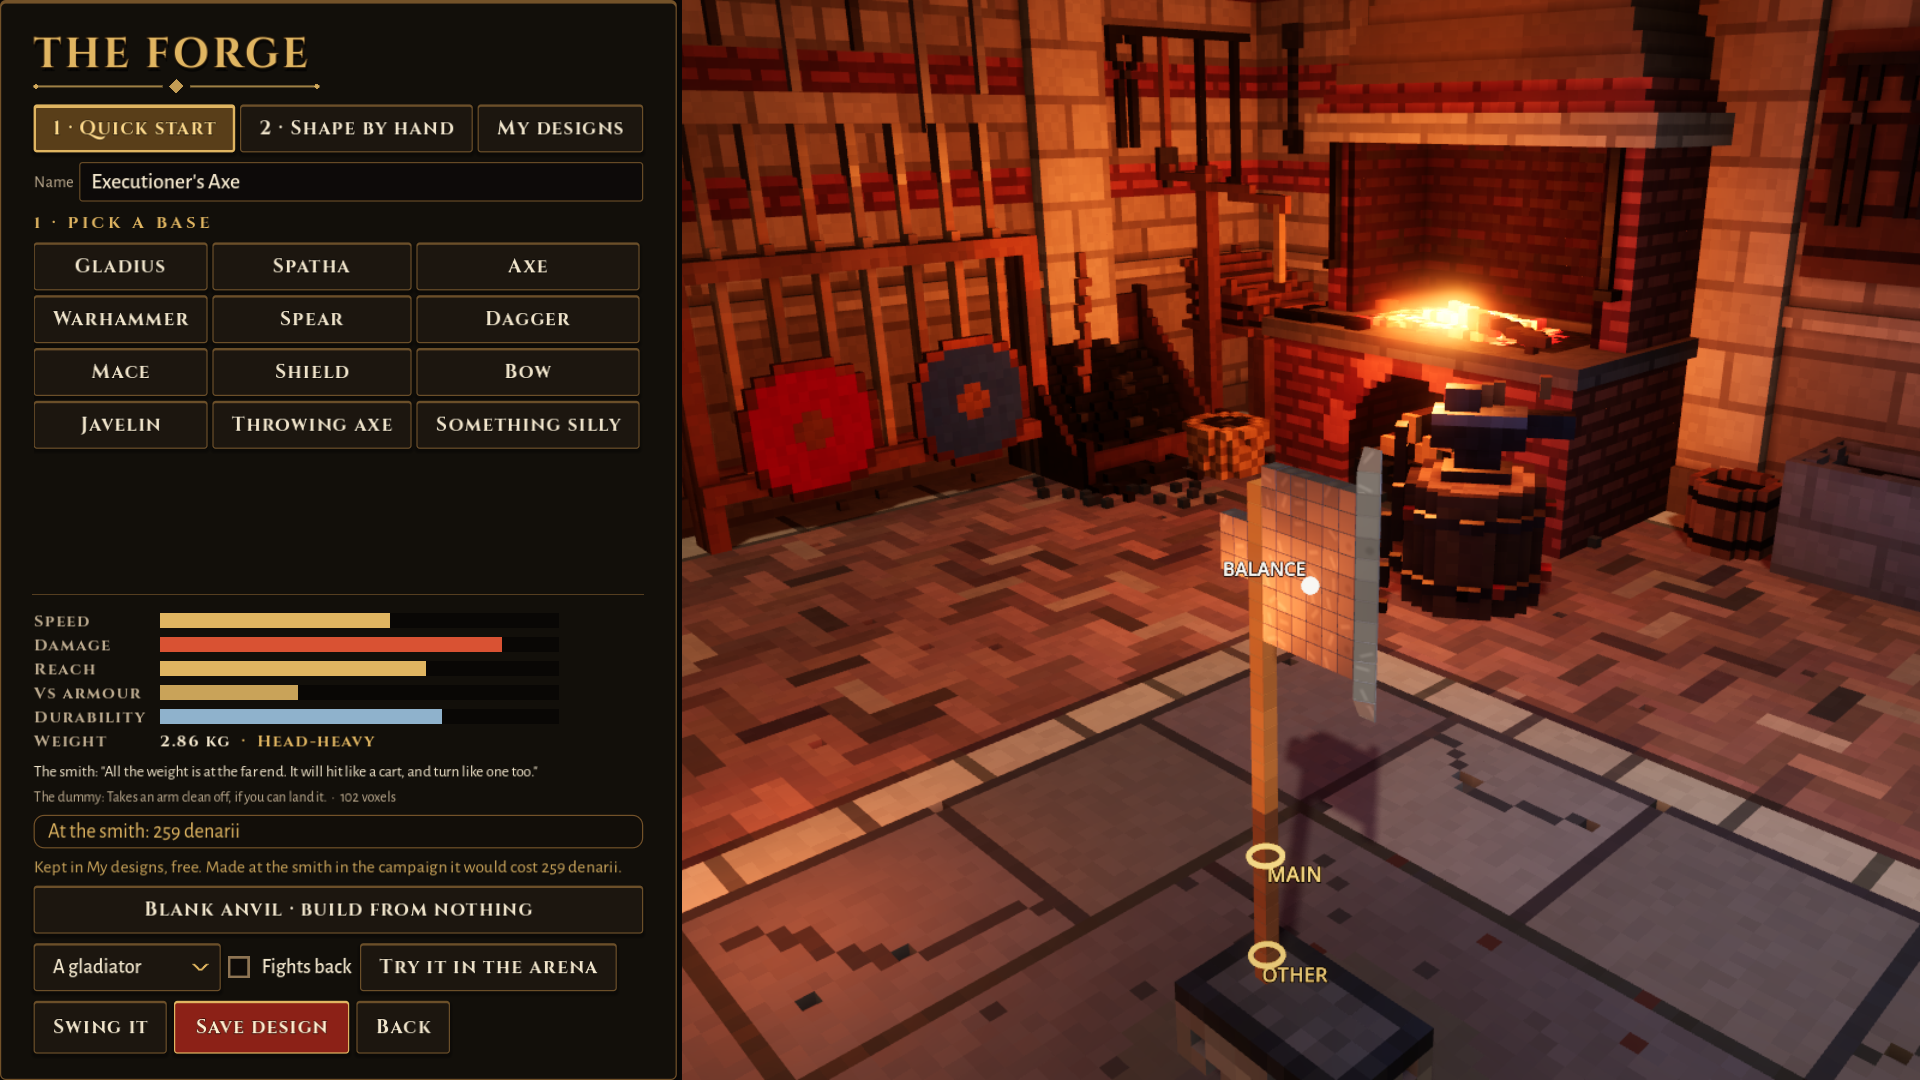 THE FORGE
1 · QUICK START
2 · SHAPE BY HAND
MY DESIGNS
Name
Executioner's Axe
1 · PICK A BASE
GLADIUS
SPATHA
AXE
WARHAMMER
SPEAR
DAGGER
MACE
SHIELD
BOW
JAVELIN
THROWING AXE
SOMETHING SILLY
SPEED
DAMAGE
REACH
VS ARMOUR
DURABILITY
WEIGHT 2.86 KG · HEAD-HEAVY
The smith: "All the weight is at the far end. It will hit like a cart, and turn like one too."
The dummy: Takes an arm clean off, if you can land it. · 102 voxels
At the smith: 259 denarii
Kept in My designs, free. Made at the smith in the campaign it would cost 259 denarii.
BLANK ANVIL · BUILD FROM NOTHING
A gladiator
Fights back
TRY IT IN THE ARENA
SWING IT
SAVE DESIGN
BACK
BALANCE
MAIN
OTHER